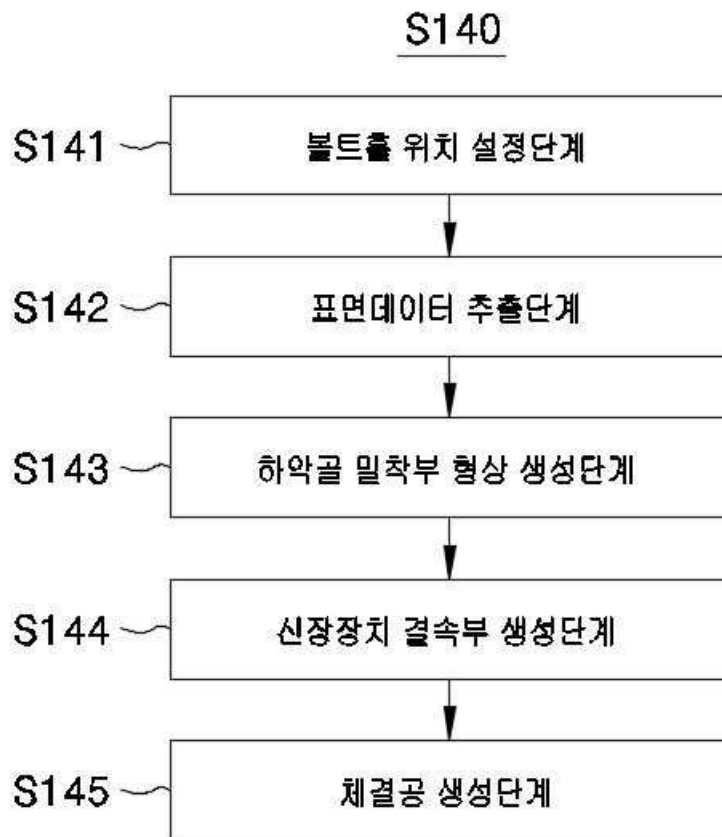 S140
S141 볼트홀 위치 설정단계
S142 표면데이터 추출단계
S143 하악골 밀착부 형상 생성단계
S144 신장장치 결속부 생성단계
S145 체결공 생성단계